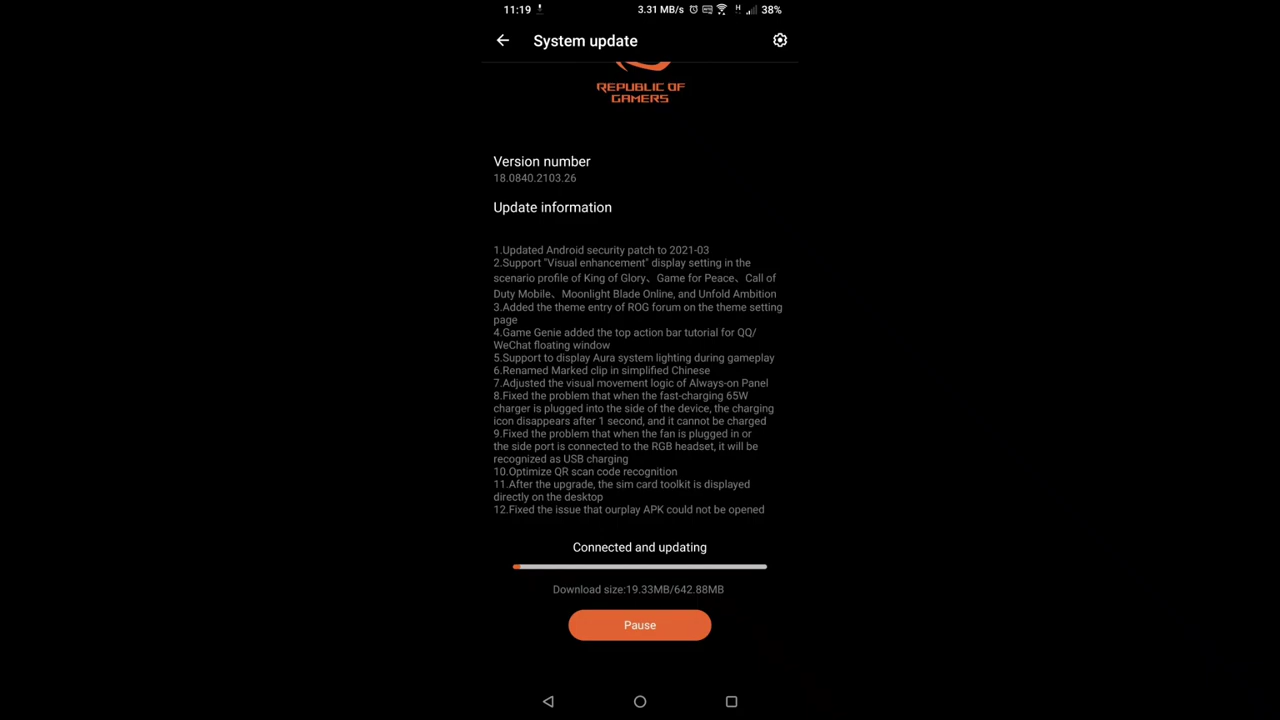 11:19
3.31 MB/s
H
38%
System update
REPUBLIC OF
GAMERS
Version number
18.0840.2103.26
Update information
1.Updated Android security patch to 2021-03
2.Support "Visual enhancement" display setting in the
scenario profile of King of Glory、Game for Peace、Call of
Duty Mobile、Moonlight Blade Online, and Unfold Ambition
3.Added the theme entry of ROG forum on the theme setting
page
4.Game Genie added the top action bar tutorial for QQ/
WeChat floating window
5.Support to display Aura system lighting during gameplay
6.Renamed Marked clip in simplified Chinese
7.Adjusted the visual movement logic of Always-on Panel
8.Fixed the problem that when the fast-charging 65W
charger is plugged into the side of the device, the charging
icon disappears after 1 second, and it cannot be charged
9.Fixed the problem that when the fan is plugged in or
the side port is connected to the RGB headset, it will be
recognized as USB charging
10.Optimize QR scan code recognition
11.After the upgrade, the sim card toolkit is displayed
directly on the desktop
12.Fixed the issue that ourplay APK could not be opened
Connected and updating
Download size:19.33MB/642.88MB
Pause